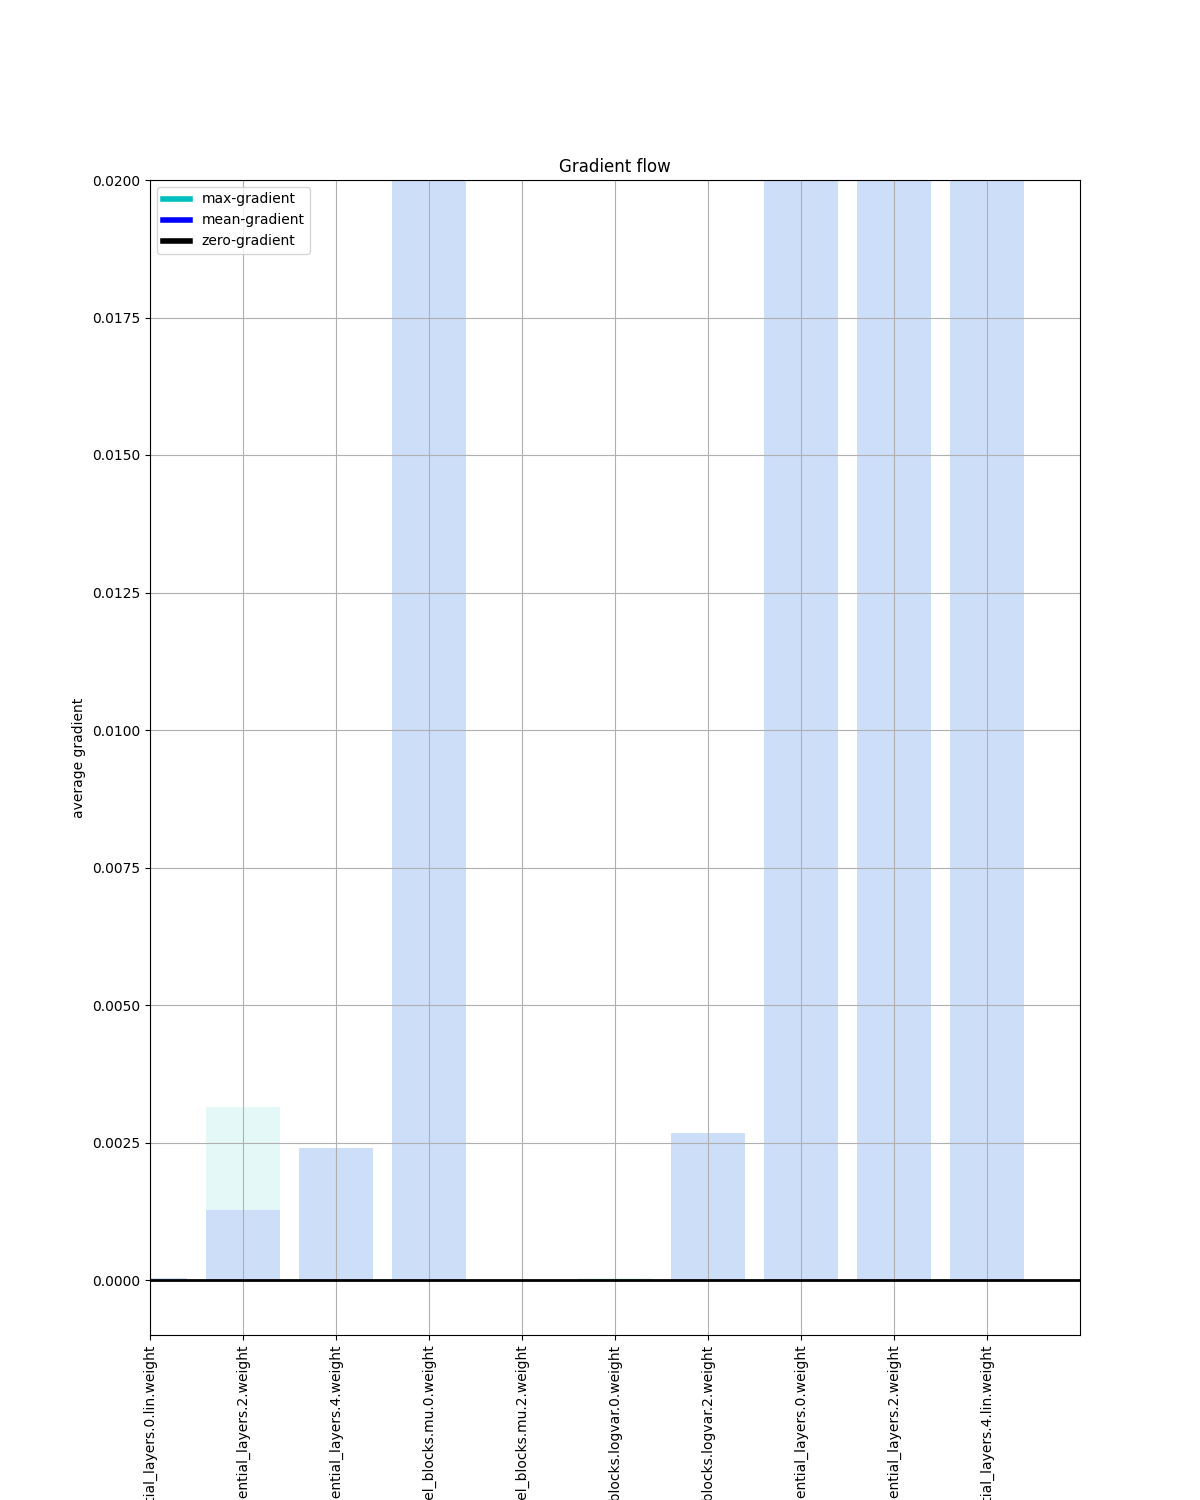 Gradient flow
max-gradient
mean-gradient
zero-gradient
0.0200
0.0175
0.0150
0.0125
0.0100
0.0075
0.0050
0.0025
0.0000
average gradient
tial_layers.0.lin.weight
ential_layers.2.weight
ential_layers.4.weight
el_blocks.mu.0.weight
el_blocks.mu.2.weight
blocks.logvar.0.weight
blocks.logvar.2.weight
ential_layers.0.weight
ential_layers.2.weight
tial_layers.4.lin.weight